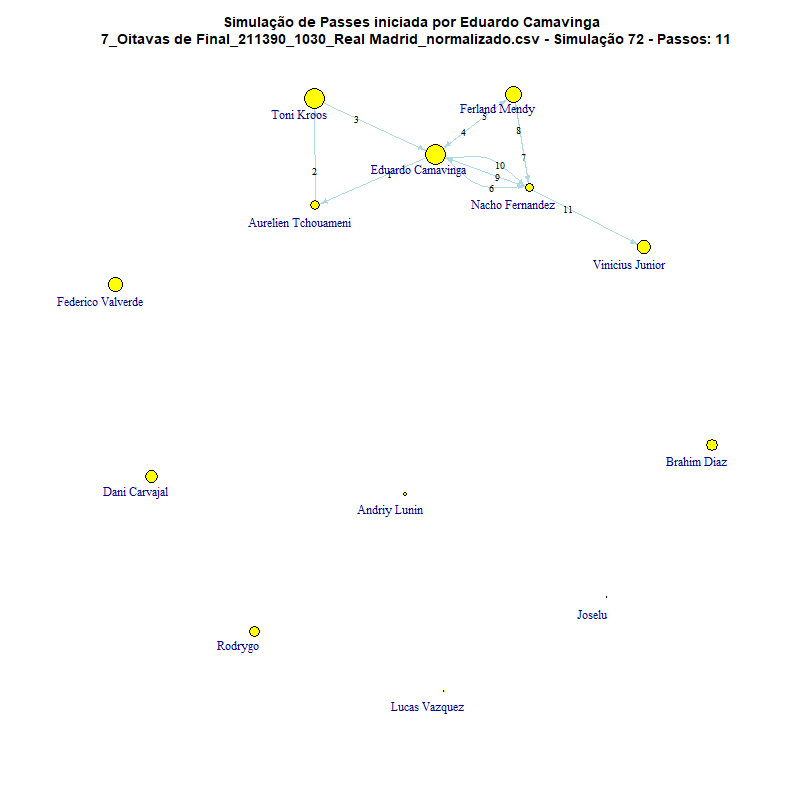 Simulação de Passes iniciada por Eduardo Camavinga
7_Oitavas de Final_211390_1030_Real Madrid_normalizado.csv - Simulação 72 - Passos: 11
Ferland Mendy
Toni Kroos
3
5
4
8
7
Eduardo Camavinga
10
2
1
9
6
Nacho Fernandez
11
Aurelien Tchouameni
Vinicius Junior
Federico Valverde
Brahim Diaz
Dani Carvajal
Andriy Lunin
Joselu
Rodrygo
Lucas Vazquez